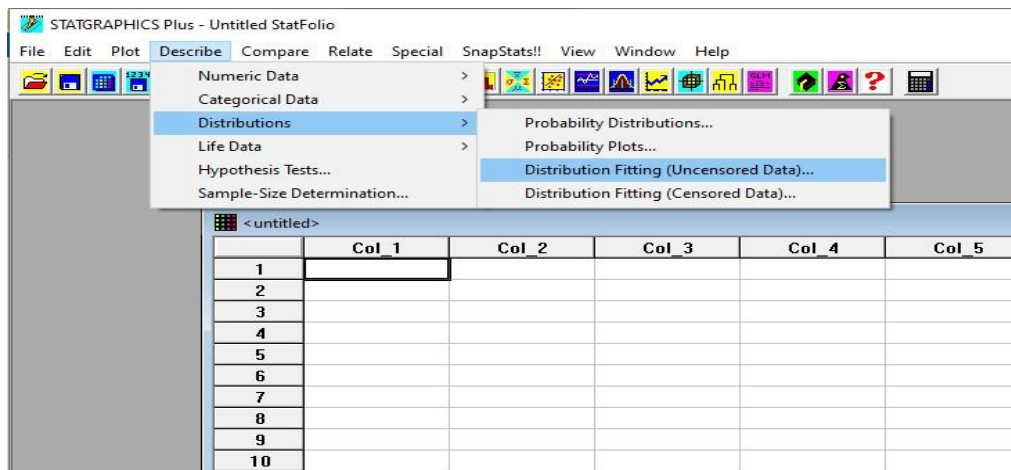 STATGRAPHICS Plus - Untitled StatFolio
File Edit Plot Describe Compare Relate Special SnapStats!! View Window Help
Numeric Data >
Categorical Data >
Distributions >
Life Data >
Hypothesis Tests...
Sample-Size Determination...
Probability Distributions...
Probability Plots...
Distribution Fitting (Uncensored Data)...
Distribution Fitting (Censored Data)...
<untitled>
Col_1 Col_2 Col_3 Col_4 Col_5
1
2
3
4
5
6
7
8
9
10